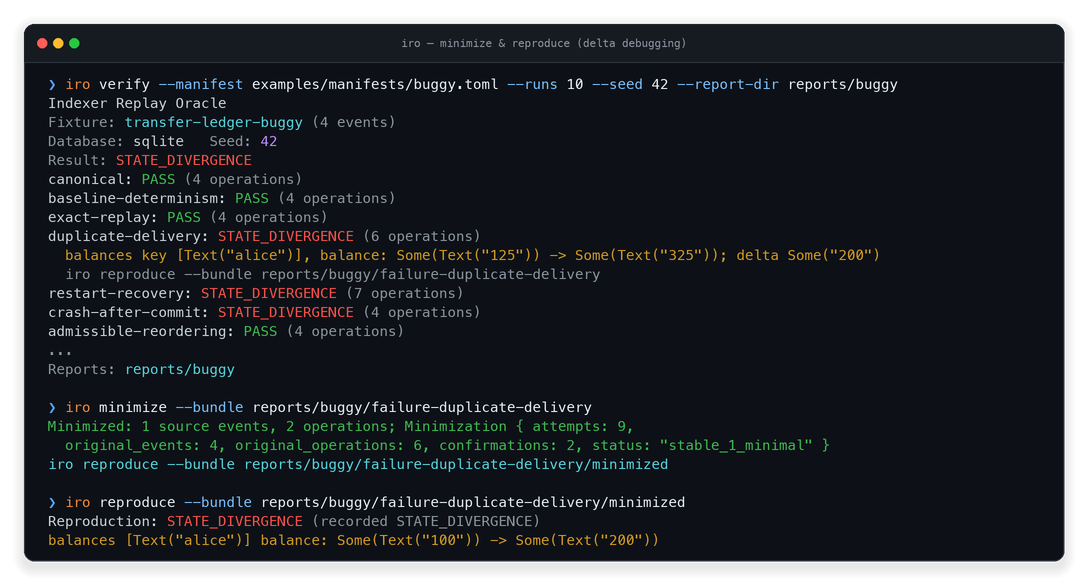 iro — minimize & reproduce (delta debugging)
❯ iro verify --manifest examples/manifests/buggy.toml --runs 10 --seed 42 --report-dir reports/buggy
Indexer Replay Oracle
Fixture: transfer-ledger-buggy (4 events)
Database: sqlite   Seed: 42
Result: STATE_DIVERGENCE
canonical: PASS (4 operations)
baseline-determinism: PASS (4 operations)
exact-replay: PASS (4 operations)
duplicate-delivery: STATE_DIVERGENCE (6 operations)
  balances key [Text("alice")], balance: Some(Text("125")) -> Some(Text("325")); delta Some("200")
  iro reproduce --bundle reports/buggy/failure-duplicate-delivery
restart-recovery: STATE_DIVERGENCE (7 operations)
crash-after-commit: STATE_DIVERGENCE (4 operations)
admissible-reordering: PASS (4 operations)
...
Reports: reports/buggy
❯ iro minimize --bundle reports/buggy/failure-duplicate-delivery
Minimized: 1 source events, 2 operations; Minimization { attempts: 9,
  original_events: 4, original_operations: 6, confirmations: 2, status: "stable_1_minimal" }
iro reproduce --bundle reports/buggy/failure-duplicate-delivery/minimized
❯ iro reproduce --bundle reports/buggy/failure-duplicate-delivery/minimized
Reproduction: STATE_DIVERGENCE (recorded STATE_DIVERGENCE)
balances [Text("alice")] balance: Some(Text("100")) -> Some(Text("200"))